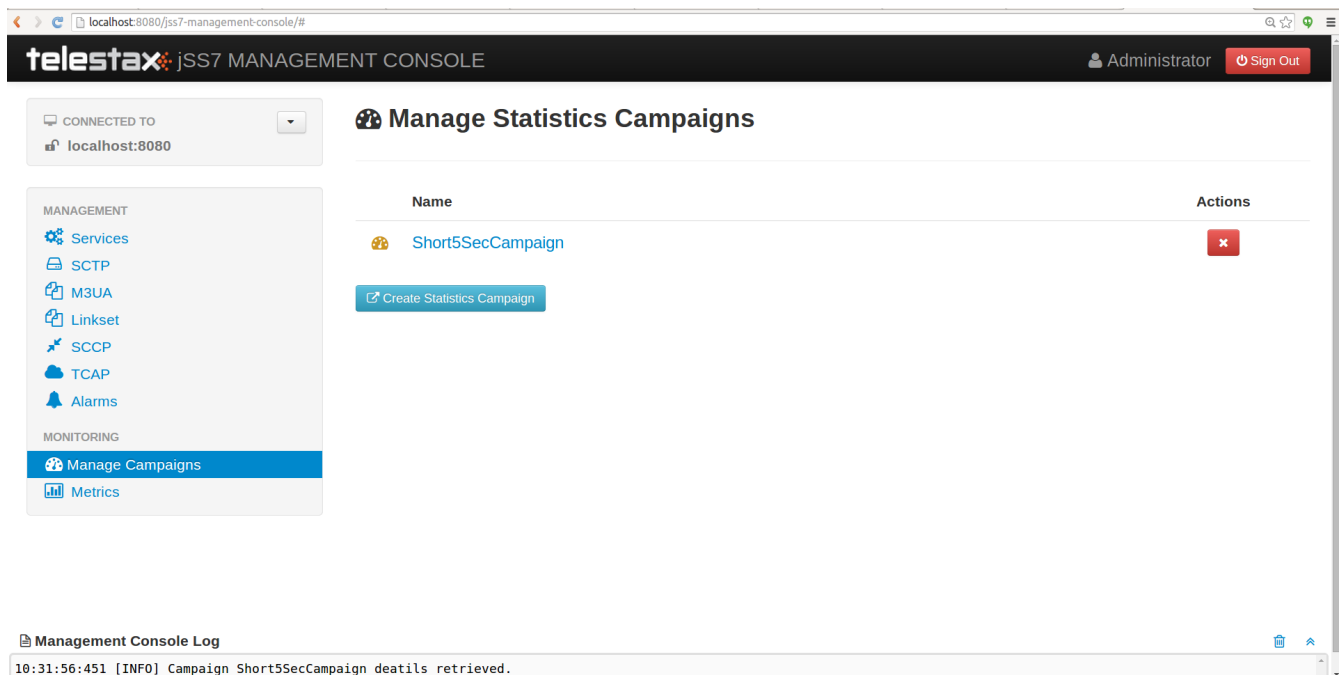 localhost:8080/jss7-management-console/#
telestax jSS7 MANAGEMENT CONSOLE
Administrator
Sign Out
CONNECTED TO
localhost:8080
Manage Statistics Campaigns
MANAGEMENT
Services
SCTP
M3UA
Linkset
SCCP
TCAP
Alarms
MONITORING
Manage Campaigns
Metrics
Name Actions
Short5SecCampaign
Create Statistics Campaign
Management Console Log
10:31:56:451 [INFO] Campaign Short5SecCampaign deatils retrieved.